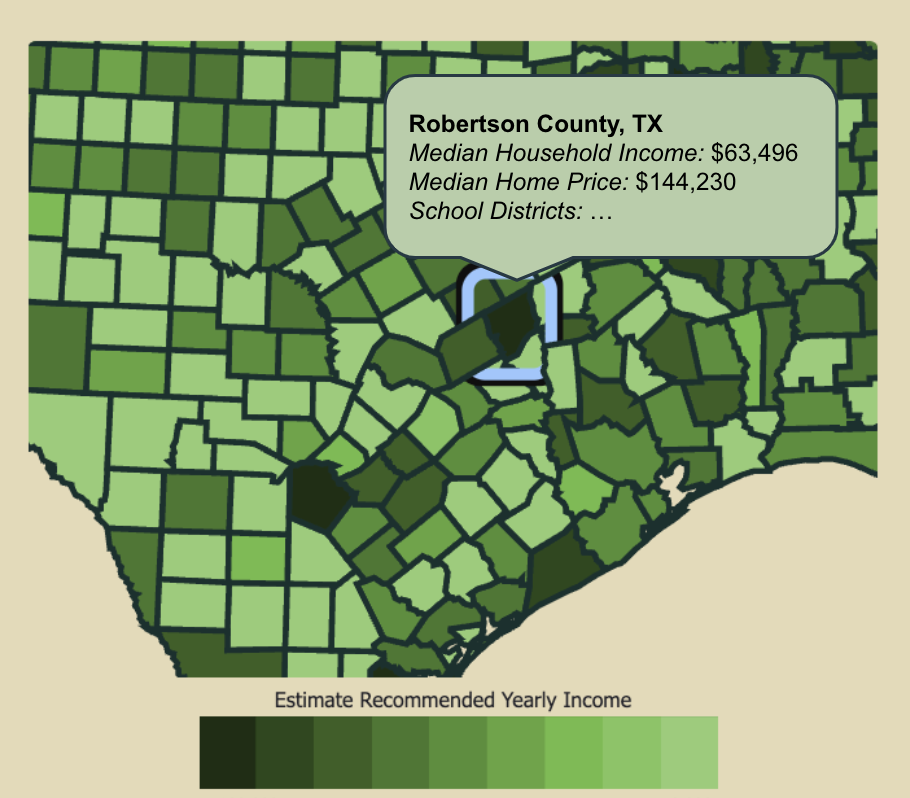 Robertson County, TX
Median Household Income: $63,496
Median Home Price: $144,230
School Districts: …
Estimate Recommended Yearly Income